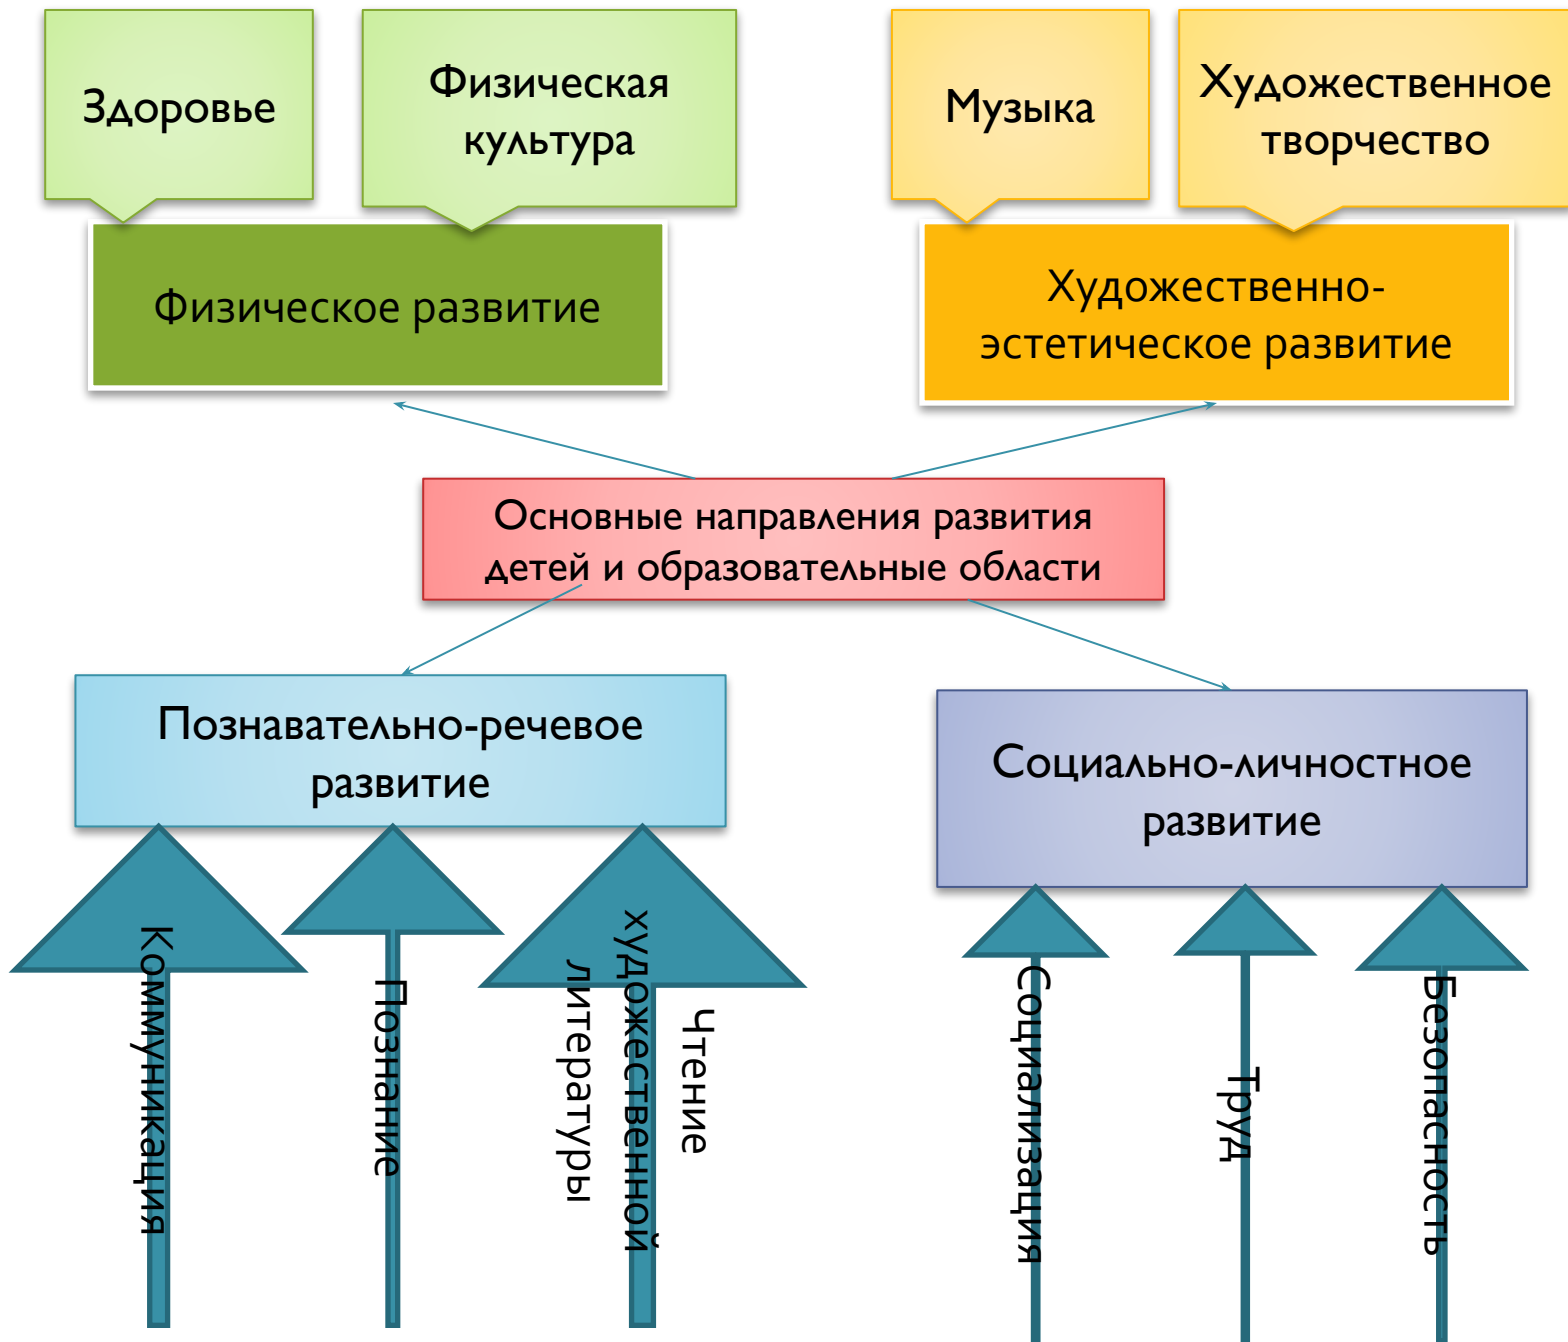 Здоровье
Физическая
культура
Музыка
Художественное
творчество
Физическое развитие
Художественно-
эстетическое развитие
Основные направления развития
детей и образовательные области
Познавательно-речевое
развитие
Социально-личностное
развитие
Коммуникация
Познание
Чтение
художественной
литературы
Социализация
Труд
Безопасность